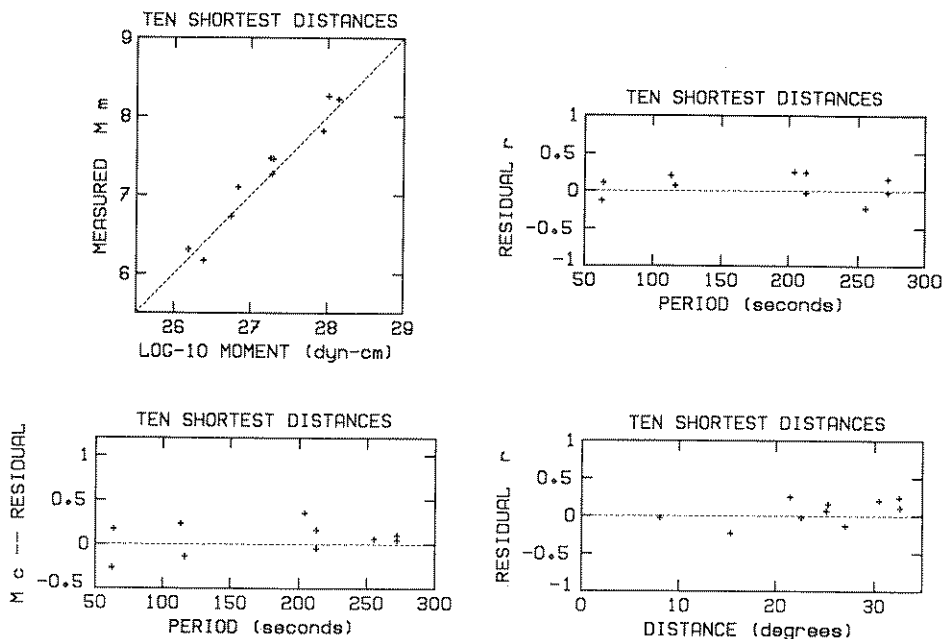 TEN SHORTEST DISTANCES
9
8
7
6
MEASURED M m
26 27 28 29
LOG-10 MOMENT (dyn-cm)
TEN SHORTEST DISTANCES
1
0.5
0
-0.5
-1
RESIDUAL r
50 100 150 200 250 300
PERIOD (seconds)
TEN SHORTEST DISTANCES
1
0.5
0
-0.5
M c -- RESIDUAL
50 100 150 200 250 300
PERIOD (seconds)
TEN SHORTEST DISTANCES
1
0.5
0
-0.5
-1
RESIDUAL r
0 10 20 30
DISTANCE (degrees)